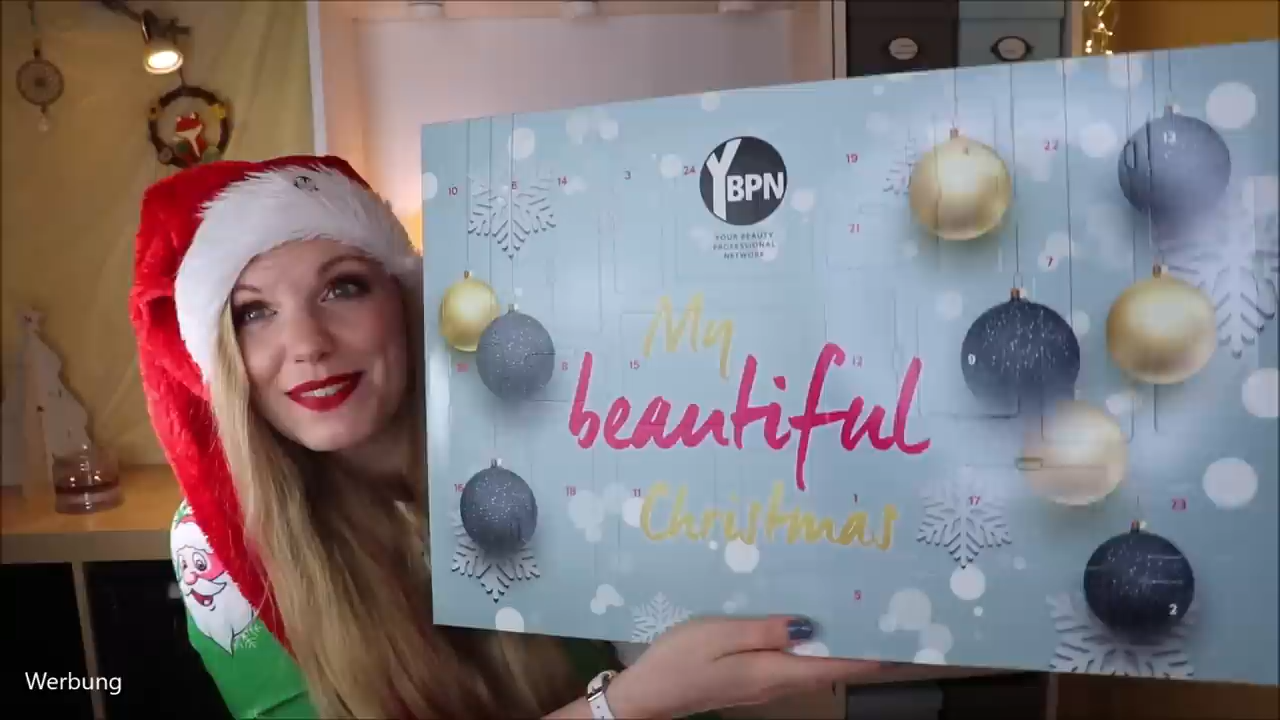 YBPN
YOUR BEAUTY
PROFESSIONAL
NETWORK
My
beautiful
Christmas
10
6
14
3
24
19
22
13
21
7
8
15
12
9
16
18
11
1
17
23
5
2
Werbung